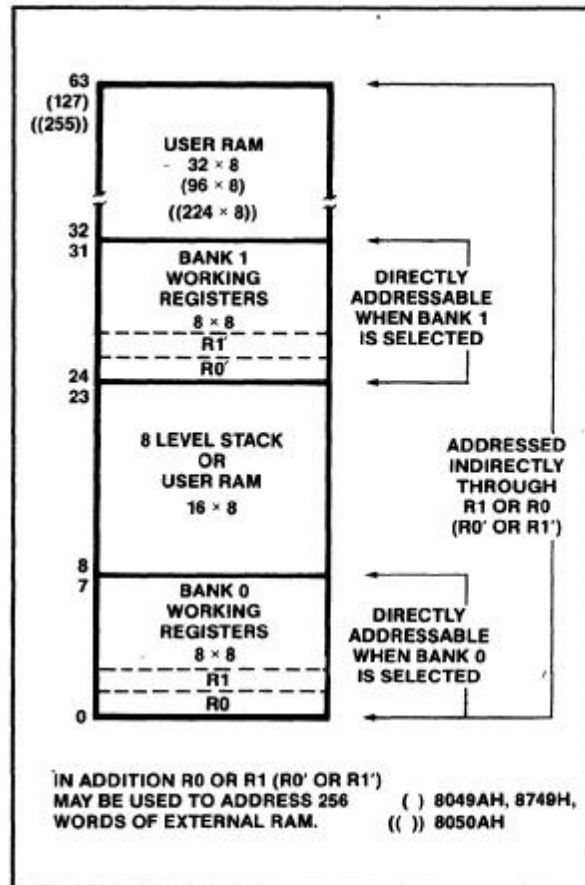 63
(127)
((255))
USER RAM
32 × 8
(96 × 8)
((224 × 8))
32
31
BANK 1
WORKING
REGISTERS
8 × 8
R1'
R0'
DIRECTLY
ADDRESSABLE
WHEN BANK 1
IS SELECTED
24
23
8 LEVEL STACK
OR
USER RAM
16 × 8
ADDRESSED
INDIRECTLY
THROUGH
R1 OR R0
(R0' OR R1')
8
7
BANK 0
WORKING
REGISTERS
8 × 8
R1
R0
DIRECTLY
ADDRESSABLE
WHEN BANK 0
IS SELECTED
0
IN ADDITION R0 OR R1 (R0' OR R1')
MAY BE USED TO ADDRESS 256
WORDS OF EXTERNAL RAM.
( ) 8049AH, 8749H,
(( )) 8050AH